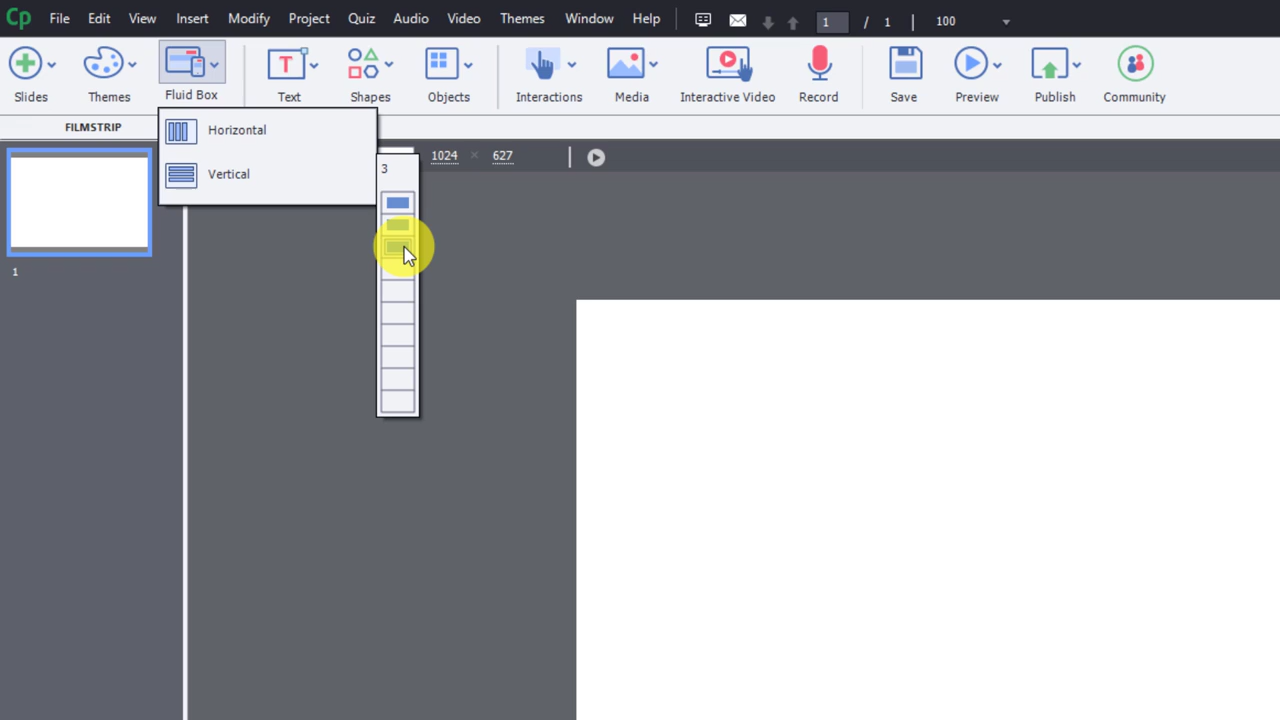 Cp File Edit View Insert Modify Project Quiz Audio Video Themes Window Help 1 / 1 100
Slides Themes Fluid Box Text Shapes Objects Interactions Media Interactive Video Record Save Preview Publish Community
FILMSTRIP
Horizontal
Vertical
1024 × 627
3
1